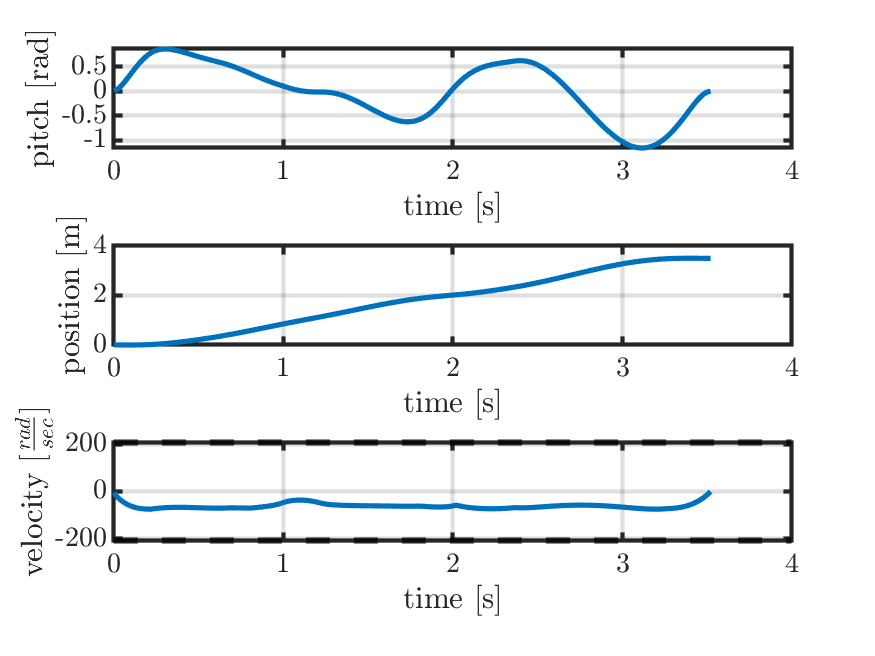 pitch [rad]
0.5
0
-0.5
-1
0 1 2 3 4
time [s]
position [m]
4
2
0
0 1 2 3 4
time [s]
velocity [rad/sec]
200
0
-200
0 1 2 3 4
time [s]